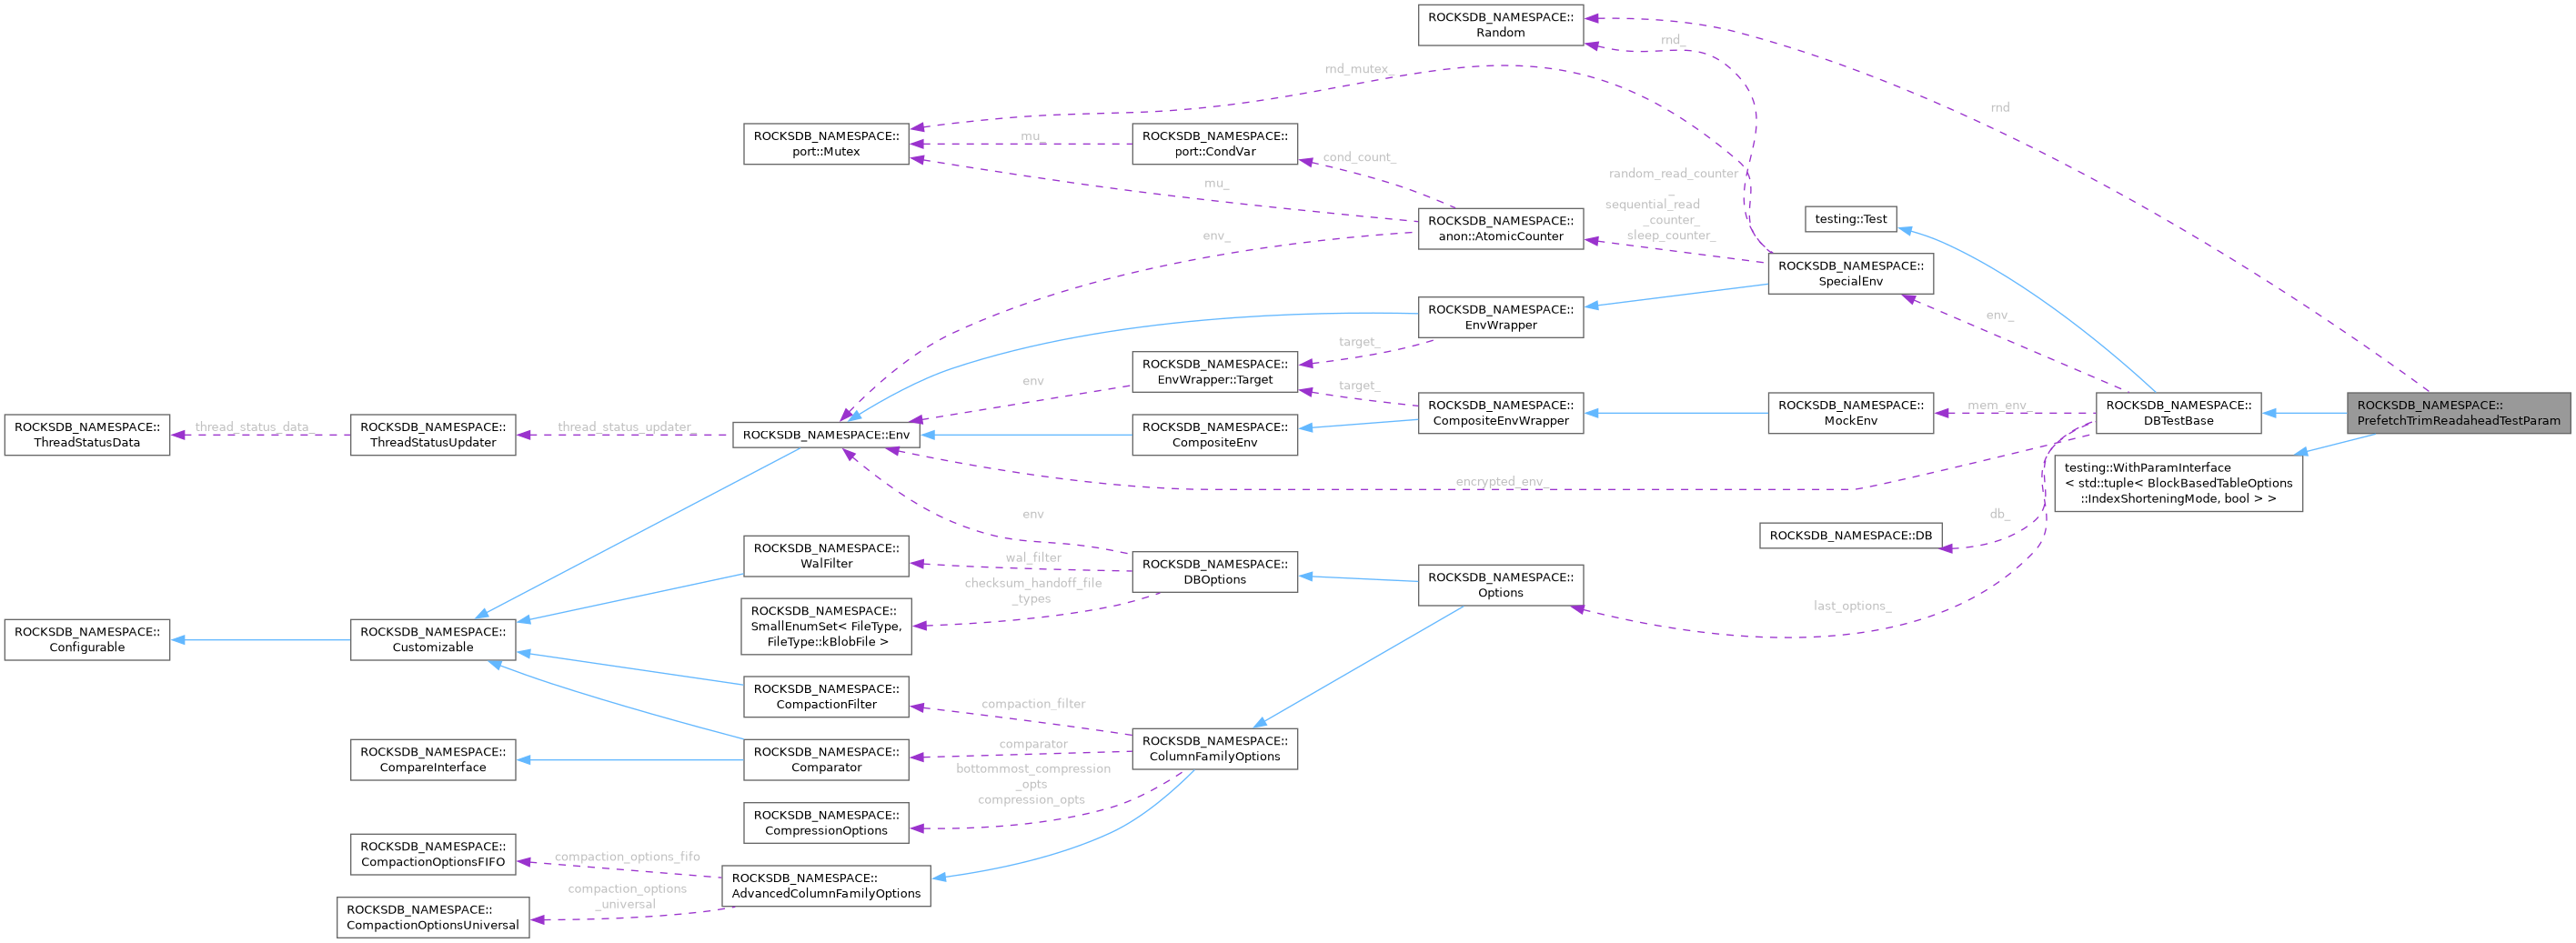 ROCKSDB_NAMESPACE::
Random
rnd_
rnd_mutex_
rnd
ROCKSDB_NAMESPACE::
port::Mutex
mu_
ROCKSDB_NAMESPACE::
port::CondVar
cond_count_
mu_
random_read_counter
_
sequential_read
_counter_
sleep_counter_
ROCKSDB_NAMESPACE::
anon::AtomicCounter
env_
testing::Test
ROCKSDB_NAMESPACE::
SpecialEnv
ROCKSDB_NAMESPACE::
EnvWrapper
env_
target_
ROCKSDB_NAMESPACE::
EnvWrapper::Target
env
target_
ROCKSDB_NAMESPACE::
CompositeEnvWrapper
ROCKSDB_NAMESPACE::
MockEnv
mem_env_
ROCKSDB_NAMESPACE::
DBTestBase
ROCKSDB_NAMESPACE::
PrefetchTrimReadaheadTestParam
ROCKSDB_NAMESPACE::
ThreadStatusData
thread_status_data_
ROCKSDB_NAMESPACE::
ThreadStatusUpdater
thread_status_updater_
ROCKSDB_NAMESPACE::Env
ROCKSDB_NAMESPACE::
CompositeEnv
encrypted_env_
testing::WithParamInterface
< std::tuple< BlockBasedTableOptions
::IndexShorteningMode, bool > >
env
db_
ROCKSDB_NAMESPACE::DB
ROCKSDB_NAMESPACE::
WalFilter
wal_filter
checksum_handoff_file
_types
ROCKSDB_NAMESPACE::
DBOptions
ROCKSDB_NAMESPACE::
Options
last_options_
ROCKSDB_NAMESPACE::
SmallEnumSet< FileType,
FileType::kBlobFile >
ROCKSDB_NAMESPACE::
Configurable
ROCKSDB_NAMESPACE::
Customizable
ROCKSDB_NAMESPACE::
CompactionFilter
compaction_filter
ROCKSDB_NAMESPACE::
CompareInterface
ROCKSDB_NAMESPACE::
Comparator
comparator
ROCKSDB_NAMESPACE::
ColumnFamilyOptions
bottommost_compression
_opts
compression_opts
ROCKSDB_NAMESPACE::
CompressionOptions
ROCKSDB_NAMESPACE::
CompactionOptionsFIFO
compaction_options_fifo
ROCKSDB_NAMESPACE::
AdvancedColumnFamilyOptions
compaction_options
_universal
ROCKSDB_NAMESPACE::
CompactionOptionsUniversal